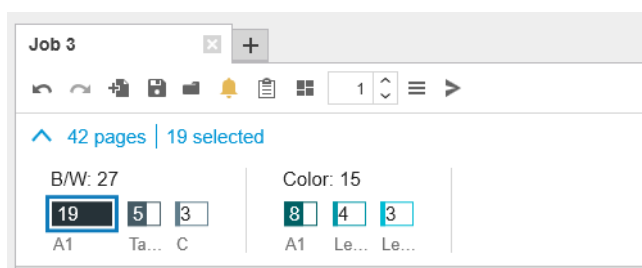 Job 3
1
42 pages 19 selected
B/W: 27 Color: 15
19 5 3 8 4 3
A1 Ta... C A1 Le... Le...